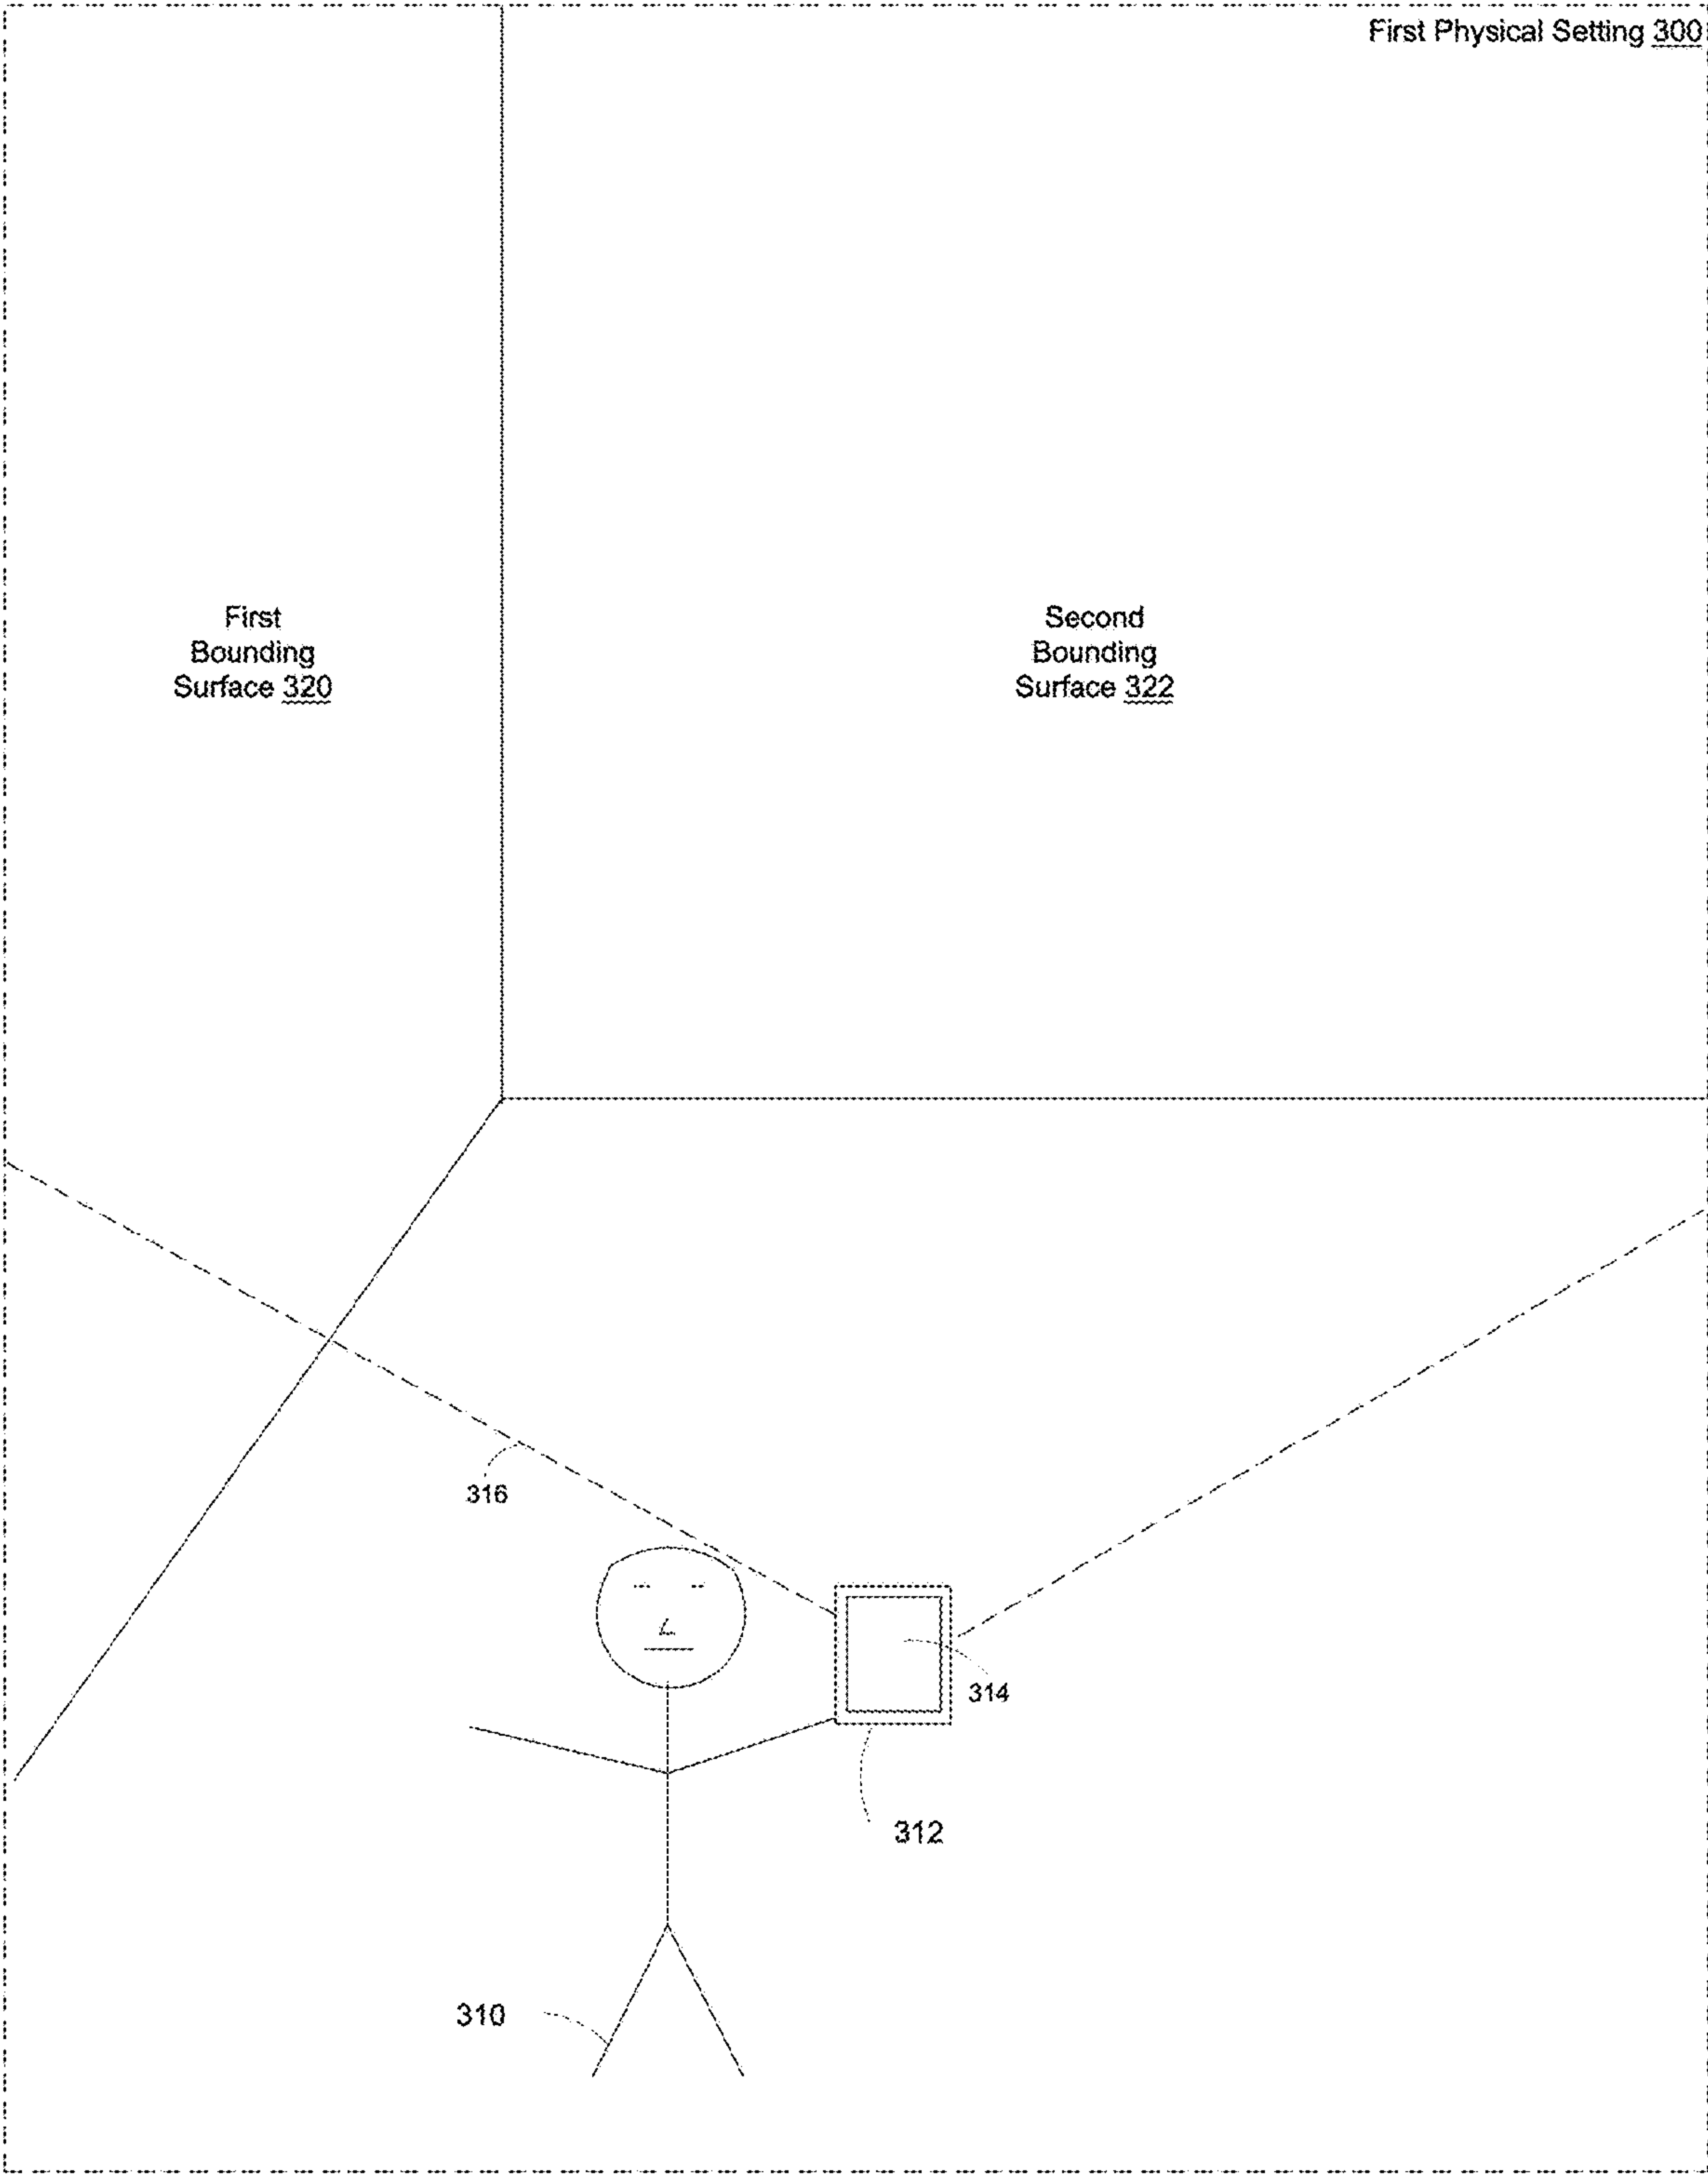 First Physical Setting 300
First
Bounding
Surface 320
Second
Bounding
Surface 322
316
314
312
310